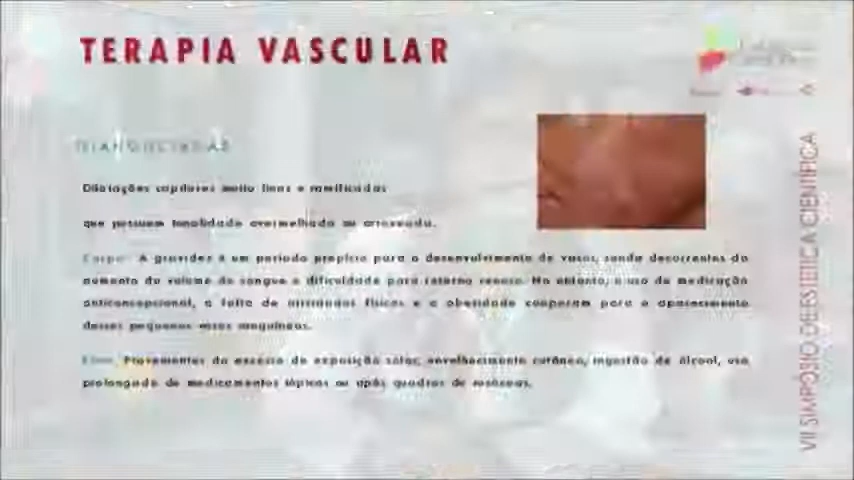 TERAPIA VASCULAR
Dilatações capilares muito finas e ramificadas
que possuem tonalidade avermelhada ou arroxeada.
Corpo: A gravidez é um período propício para o desenvolvimento de vasos, sendo decorrentes do
aumento do volume do sangue e dificuldade para retorno venoso. No entanto, o uso de medicação
anticoncepcional, a falta de atividades físicas e a obesidade cooperam para o aparecimento
desses pequenos vasos sanguíneos.
Provenientes do excesso de exposição solar, envelhecimento cutâneo, ingestão de álcool, uso
prolongado de medicamentos tópicos ou após quadros de rosácea.
VII SIMPÓSIO DE ESTÉTICA CIENTÍFICA